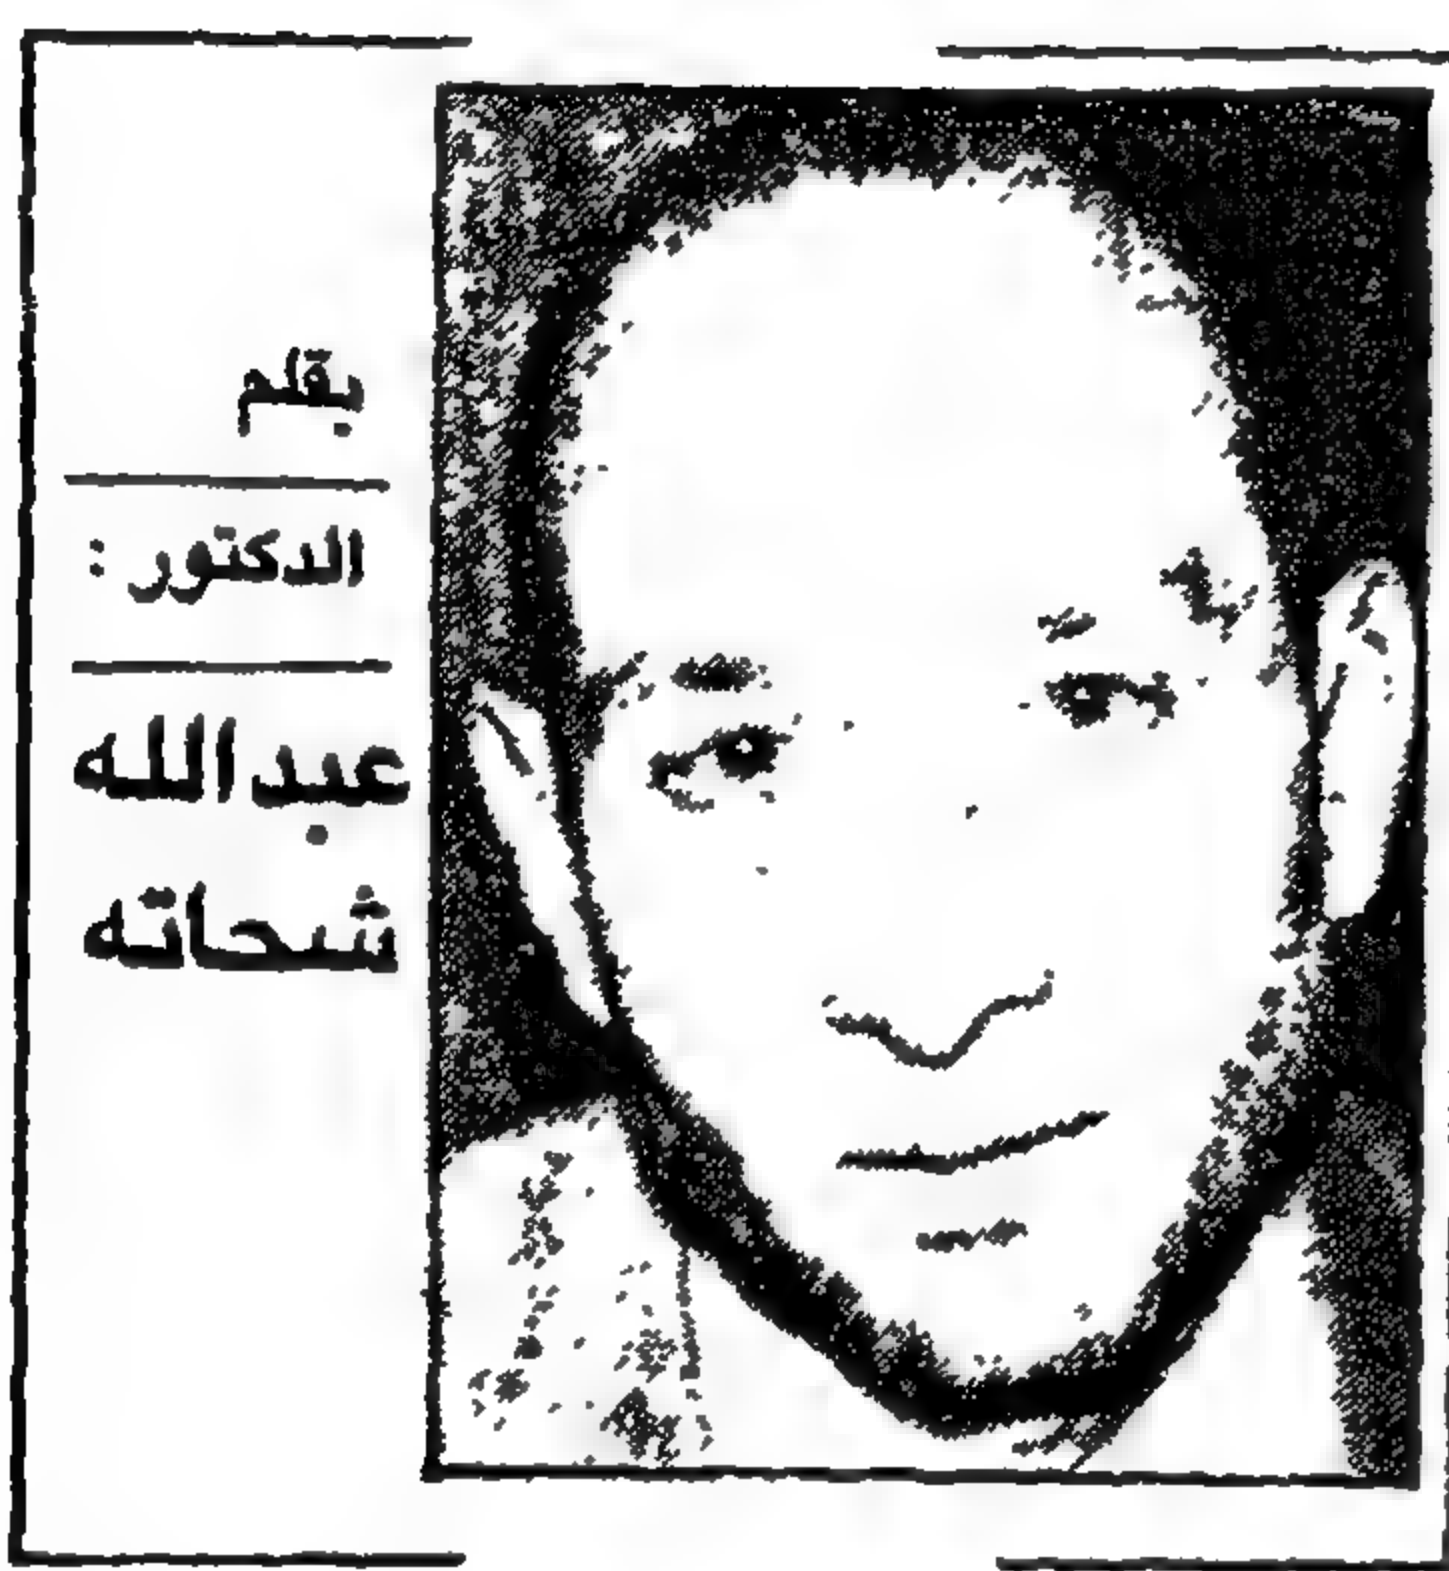 بقلم
الدكتور :
عبدالله
شحاته